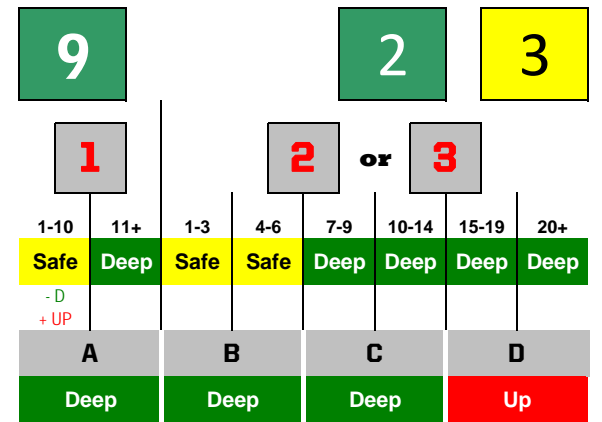 9 2 3
1 2 or 3
1-10 11+ 1-3 4-6 7-9 10-14 15-19 20+
Safe Deep Safe Safe Deep Deep Deep Deep
- D
+ UP
A B C D
Deep Deep Deep Up